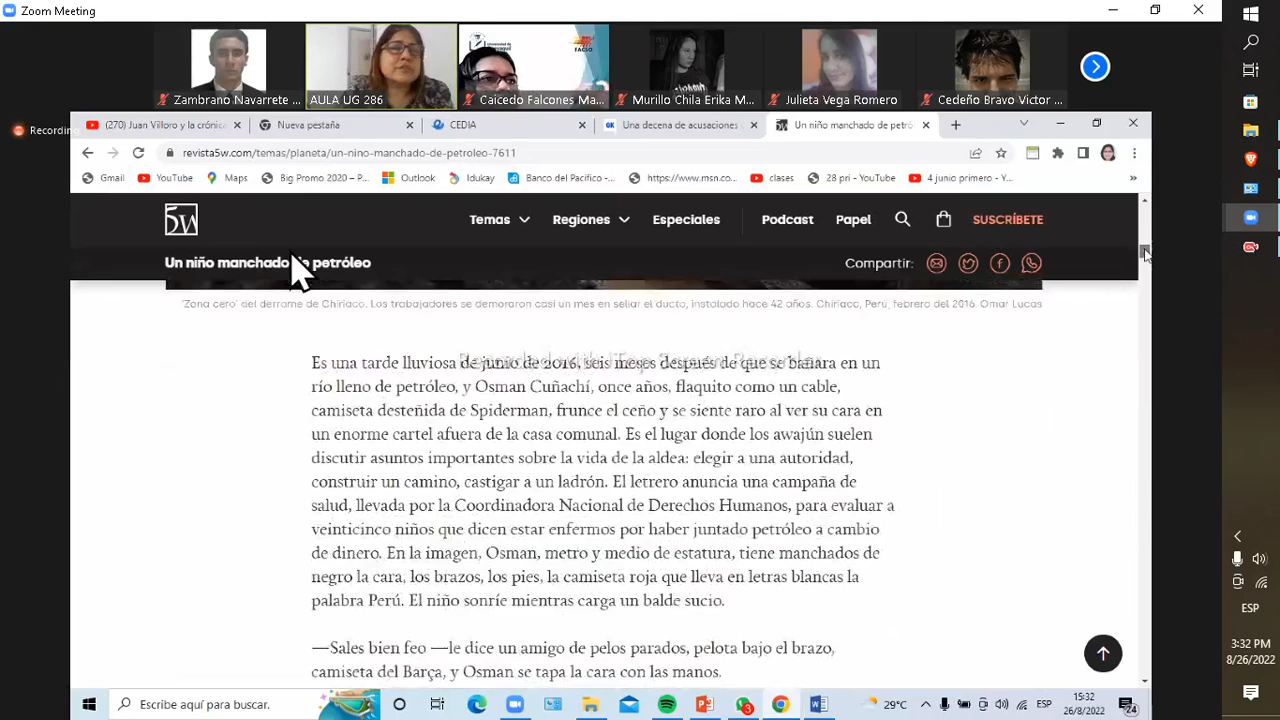 Zoom Meeting
Zambrano Navarrete ...
AULA UG 286
Caicedo Falcones Ma...
Murillo Chila Erika M...
Julieta Vega Romero
Cedeño Bravo Victor ...
Recording
(270) Juan Villoro y la crónica
Nueva pestaña
CEDIA
Una decena de acusaciones
Un niño manchado de petró
revista5w.com/temas/planeta/un-nino-manchado-de-petroleo-7611
Gmail
YouTube
Maps
Big Promo 2020 – P...
Outlook
Idukay
Banco del Pacífico -...
https://www.msn.co...
clases
28 pri - YouTube
4 junio primero - Y...
»
5W
Temas
Regiones
Especiales
Podcast
Papel
SUSCRÍBETE
Un niño manchado de petróleo
Compartir:
'Zona cero' del derrame de Chiriaco. Los trabajadores se demoraron casi un mes en sellar el ducto, instalado hace 42 años. Chiriaco, Perú, febrero del 2016. Omar Lucas
Es una tarde lluviosa de junio de 2016, seis meses después de que se bañara en un
río lleno de petróleo, y Osman Cuñachí, once años, flaquito como un cable,
camiseta desteñida de Spiderman, frunce el ceño y se siente raro al ver su cara en
un enorme cartel afuera de la casa comunal. Es el lugar donde los awajún suelen
discutir asuntos importantes sobre la vida de la aldea: elegir a una autoridad,
construir un camino, castigar a un ladrón. El letrero anuncia una campaña de
salud, llevada por la Coordinadora Nacional de Derechos Humanos, para evaluar a
veinticinco niños que dicen estar enfermos por haber juntado petróleo a cambio
de dinero. En la imagen, Osman, metro y medio de estatura, tiene manchados de
negro la cara, los brazos, los pies, la camiseta roja que lleva en letras blancas la
palabra Perú. El niño sonríe mientras carga un balde sucio.
—Sales bien feo —le dice un amigo de pelos parados, pelota bajo el brazo,
camiseta del Barça, y Osman se tapa la cara con las manos.
Recorded with iTop Screen Recorder
Escribe aquí para buscar.
29°C
ESP
15:32
26/8/2022
24
ESP
3:32 PM
8/26/2022